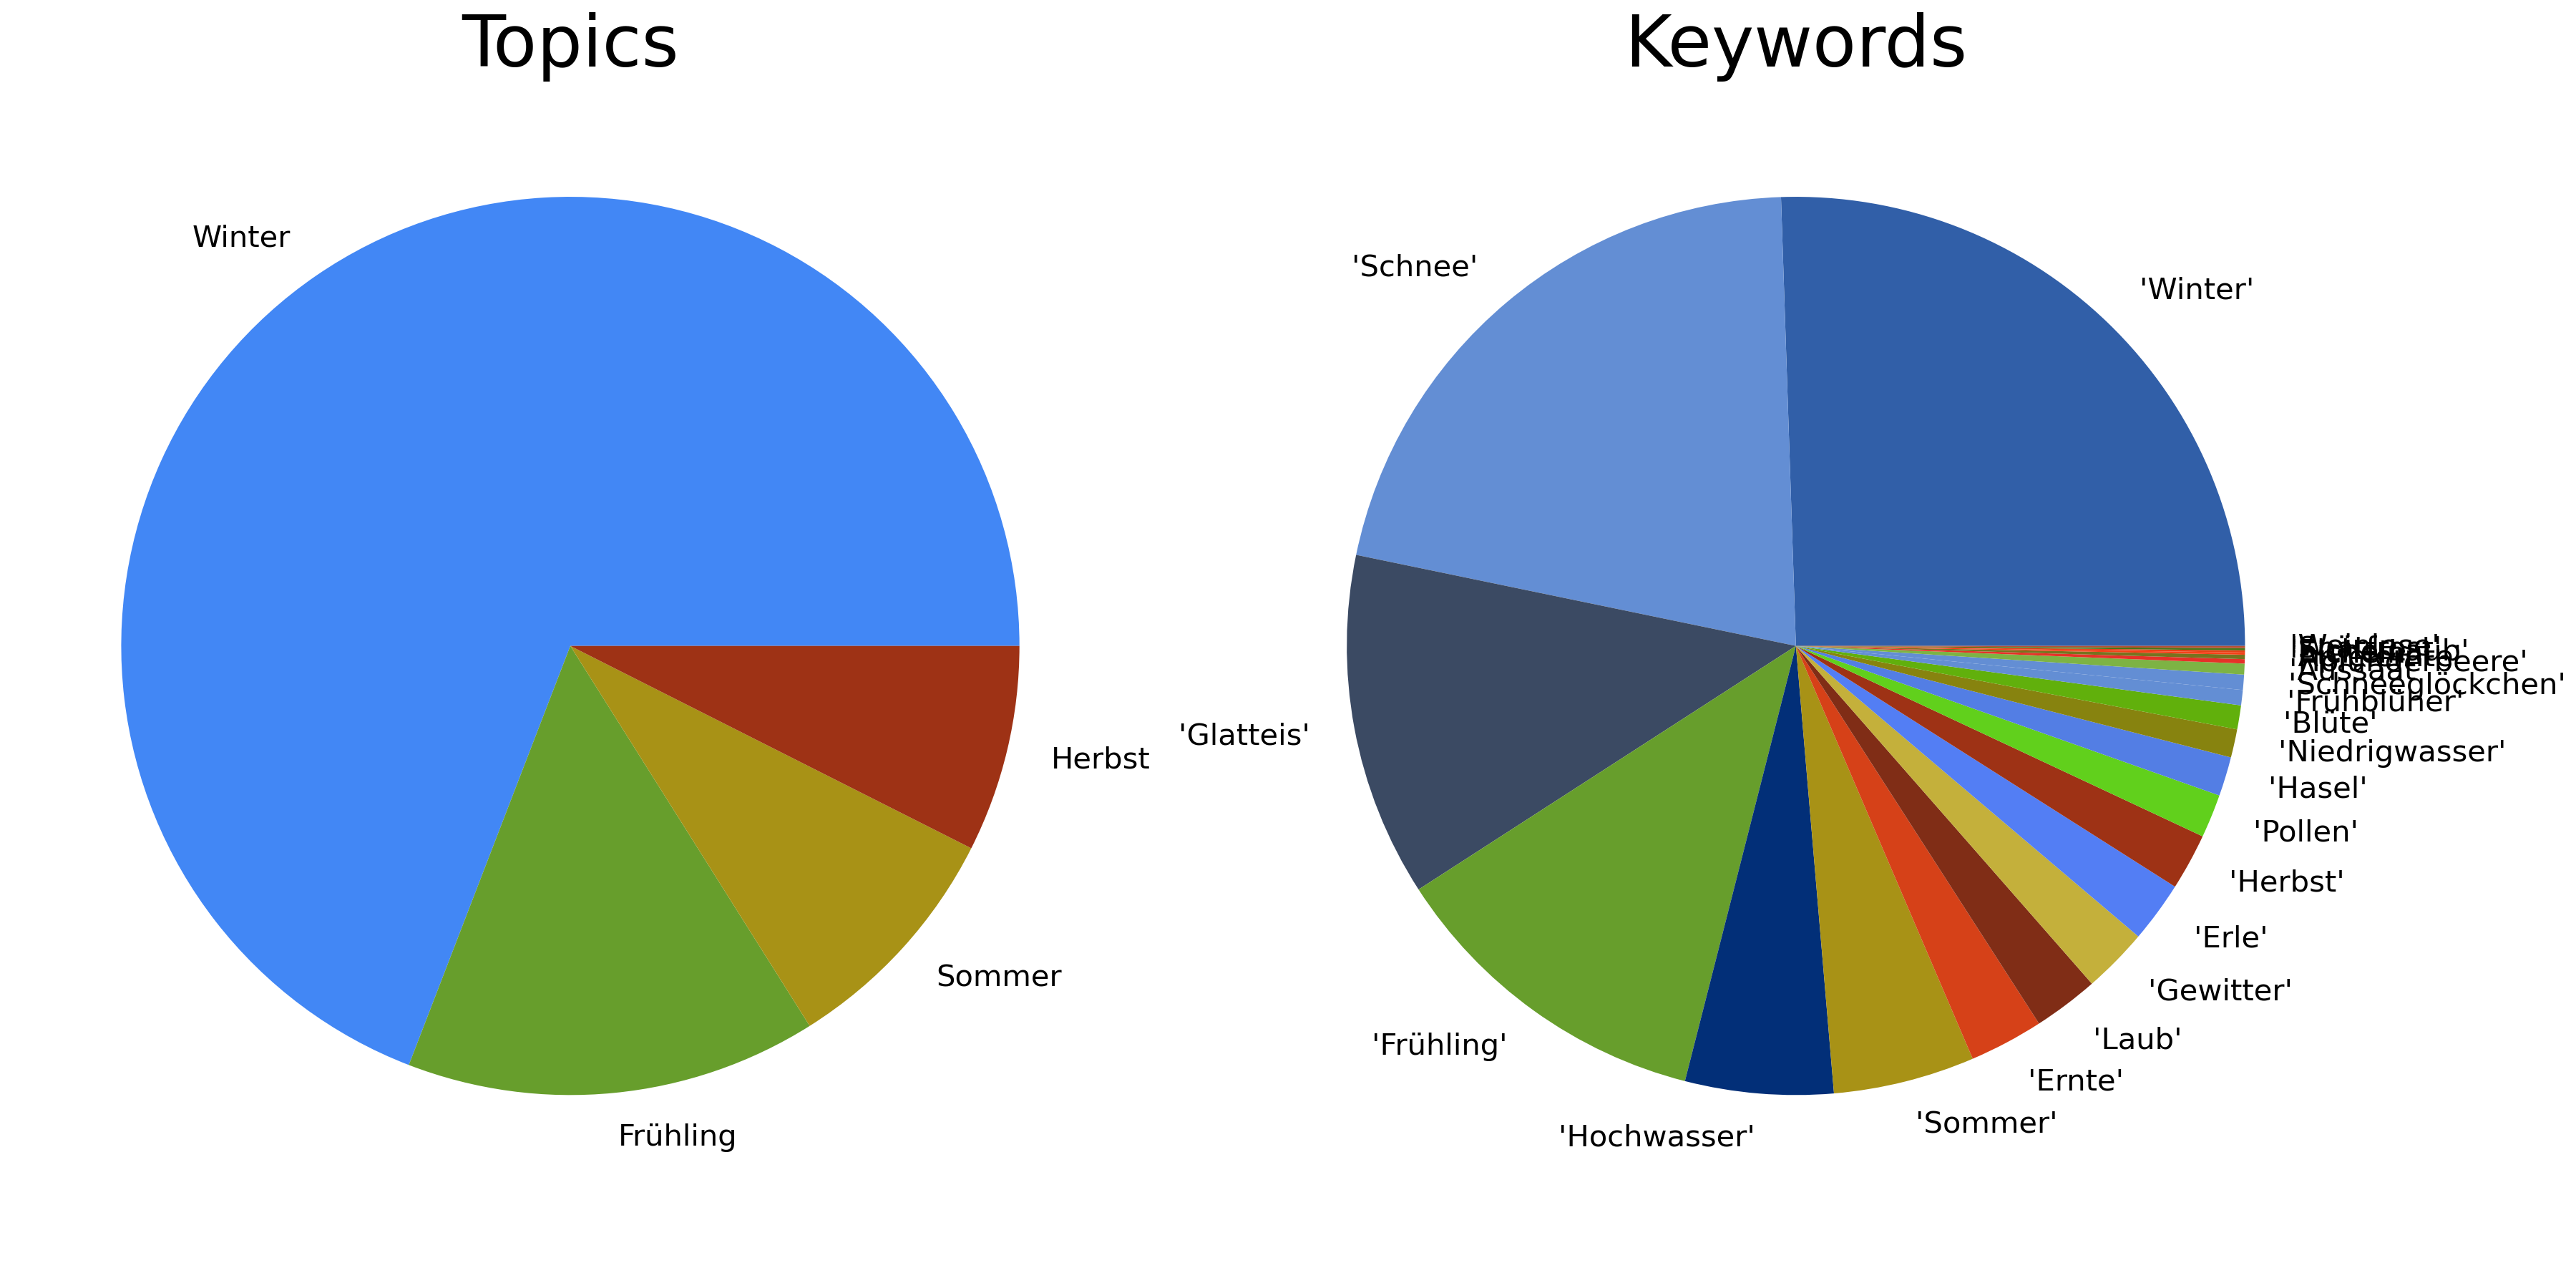 Topics
Winter
Herbst
Sommer
Frühling
Keywords
'Winter'
'Schnee'
'Glatteis'
'Frühling'
'Hochwasser'
'Sommer'
'Ernte'
'Laub'
'Gewitter'
'Erle'
'Herbst'
'Pollen'
'Hasel'
'Niedrigwasser'
'Blüte'
'Frühblüher'
'Schneeglöckchen'
'Aussaat'